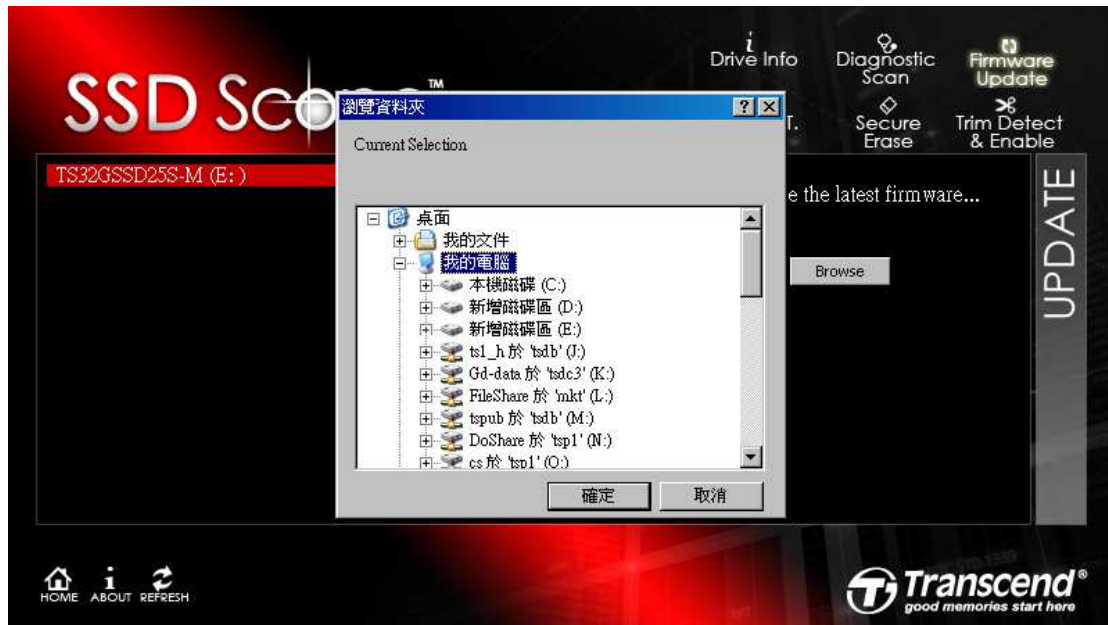 SSD Sco
TM
Drive Info
Diagnostic
Scan
Firmware
Update
T.
Secure
Erase
Trim Detect
& Enable
瀏覽資料夾
Current Selection
TS32GSSD25S-M (E: )
e the latest firmware...
Browse
UPDATE
桌面
我的文件
我的電腦
本機磁碟 (C:)
新增磁碟區 (D:)
新增磁碟區 (E:)
ts1_h 於 'tsdb' (J:)
Gd-data 於 'tsdc3' (K:)
FileShare 於 'mkt' (L:)
tspub 於 'tsdb' (M:)
DoShare 於 'tsp1' (N:)
cs 於 'tsp1' (O:)
確定
取消
HOME
ABOUT
REFRESH
Transcend®
good memories start here